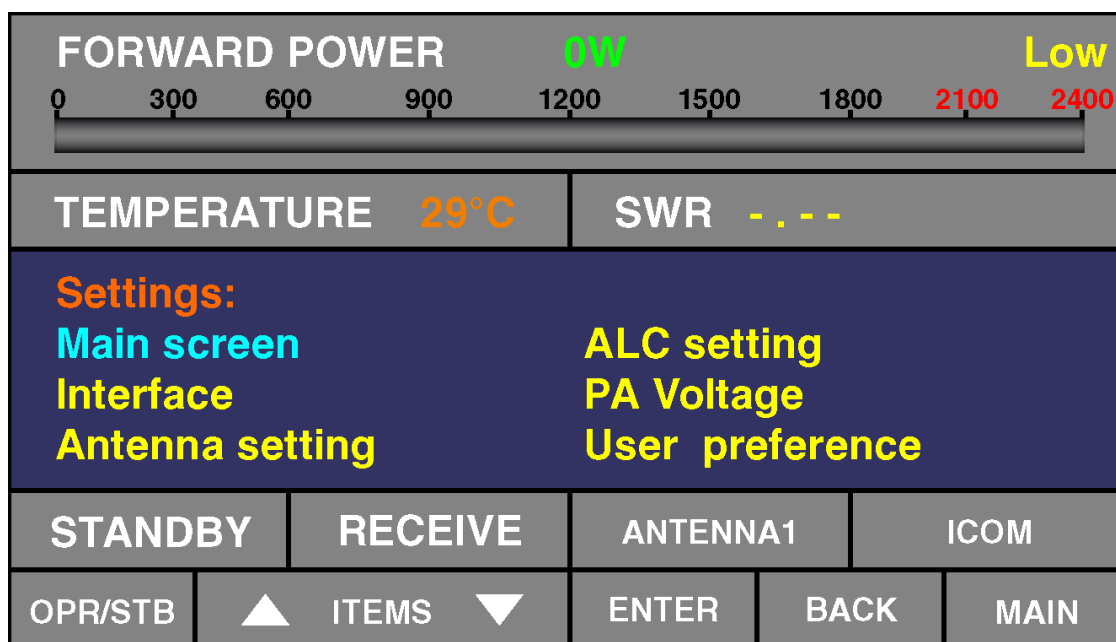 FORWARD POWER 0W Low
0 300 600 900 1200 1500 1800 2100 2400
TEMPERATURE 29°C SWR - . - -
Settings:
Main screen ALC setting
Interface PA Voltage
Antenna setting User preference
STANDBY RECEIVE ANTENNA1 ICOM
OPR/STB ▲ ITEMS ▼ ENTER BACK MAIN